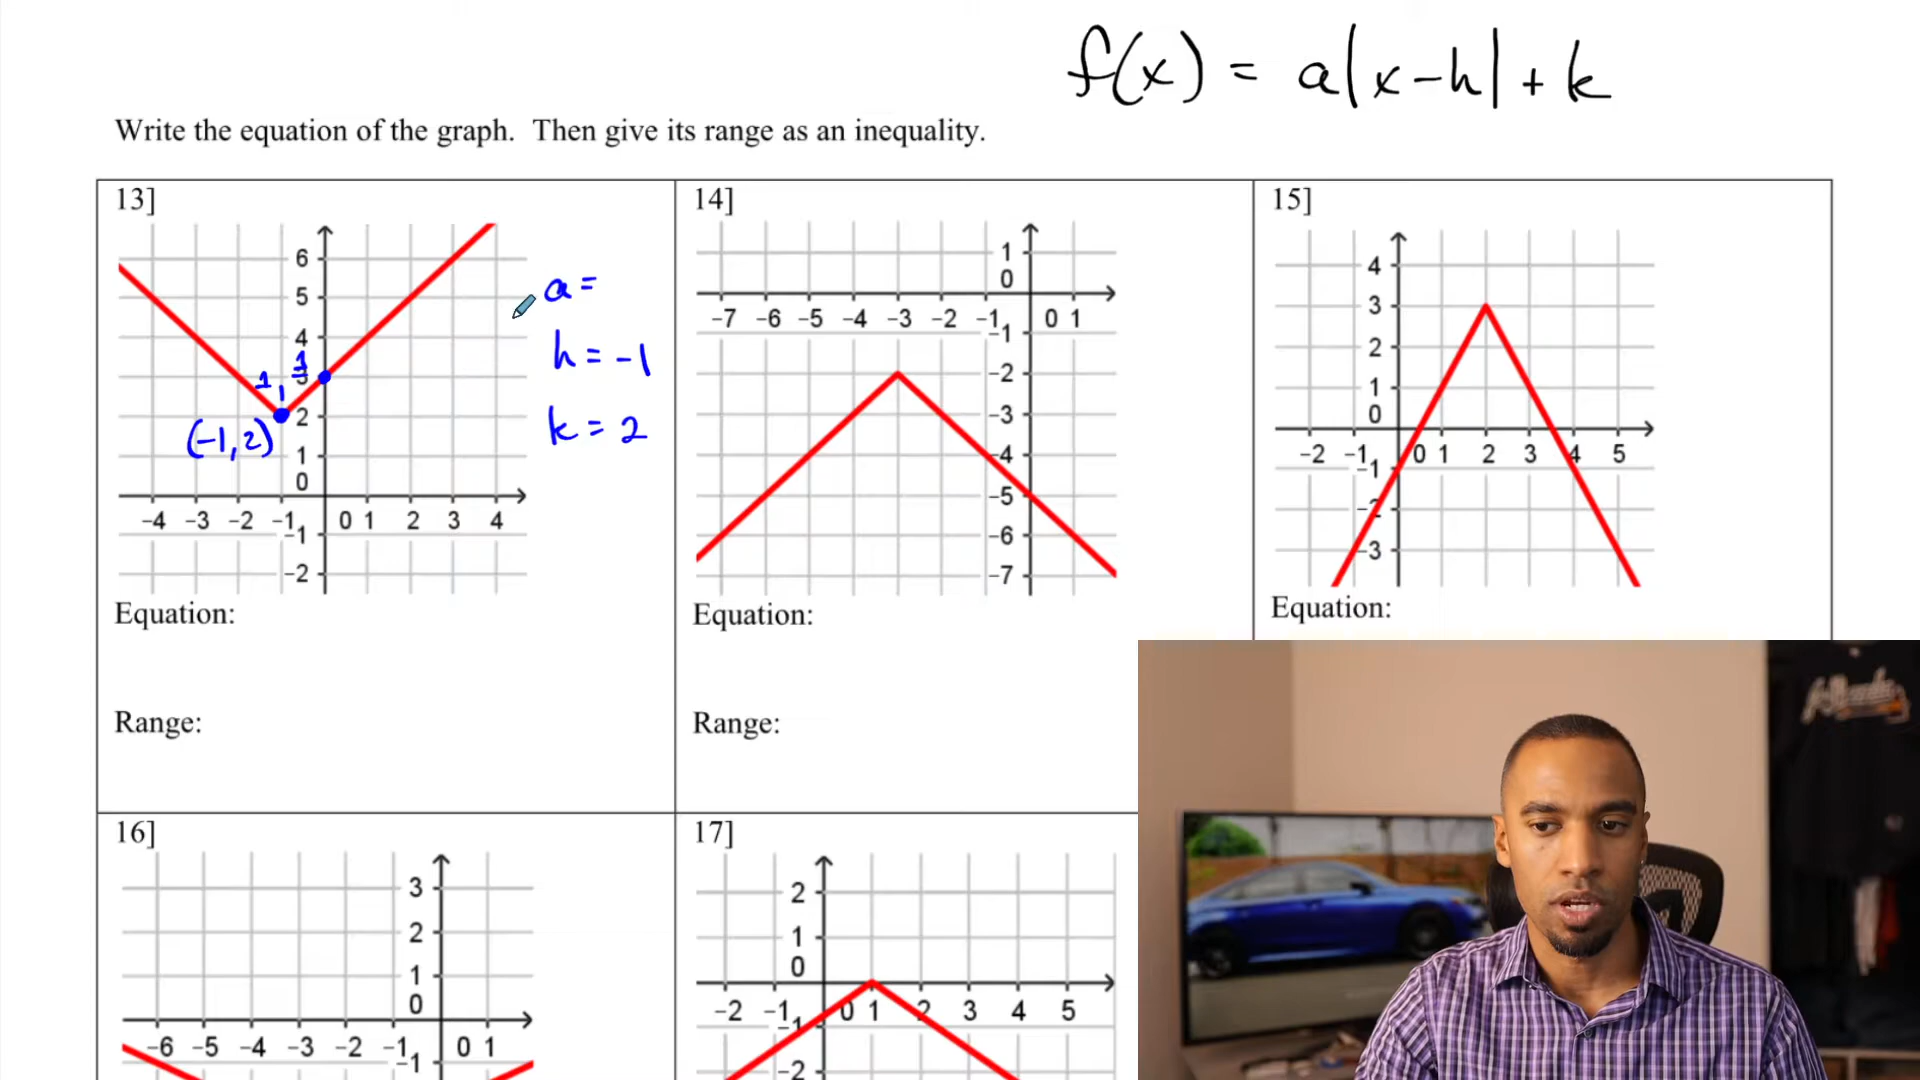 f(x) = a|x-h| + k
Write the equation of the graph.  Then give its range as an inequality.
13]
6
5
4
3
2
1
0
-4 -3 -2 -1 0 1 2 3 4
-1
-2
1, 1
(-1, 2)
a =
h = -1
k = 2
Equation:
Range:
14]
1
0
-7 -6 -5 -4 -3 -2 -1 0 1
-1
-2
-3
-4
-5
-6
-7
Equation:
Range:
15]
4
3
2
1
0
-2 -1 0 1 2 3 4 5
-1
-2
-3
Equation:
16]
3
2
1
0
-6 -5 -4 -3 -2 -1 0 1
-1
17]
2
1
0
-2 -1 0 1 2 3 4 5
-1
-2